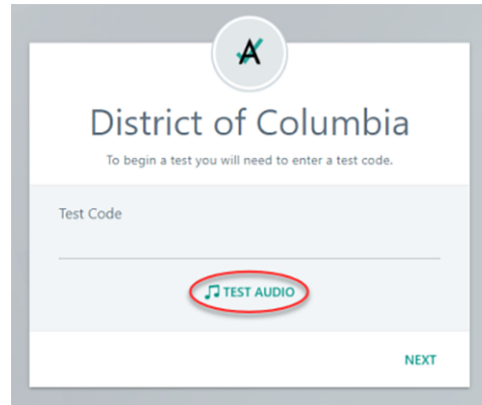 District of Columbia
To begin a test you will need to enter a test code.
Test Code
TEST AUDIO
NEXT